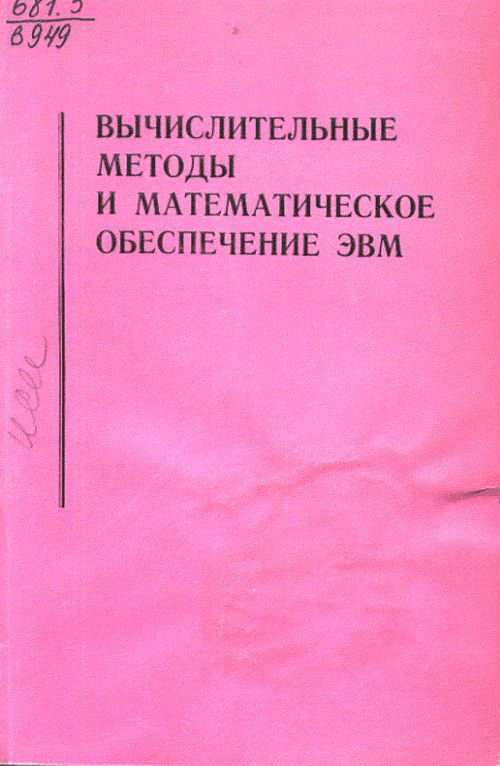 681.3
В949
ВЫЧИСЛИТЕЛЬНЫЕ
МЕТОДЫ
И МАТЕМАТИЧЕСКОЕ
ОБЕСПЕЧЕНИЕ ЭВМ